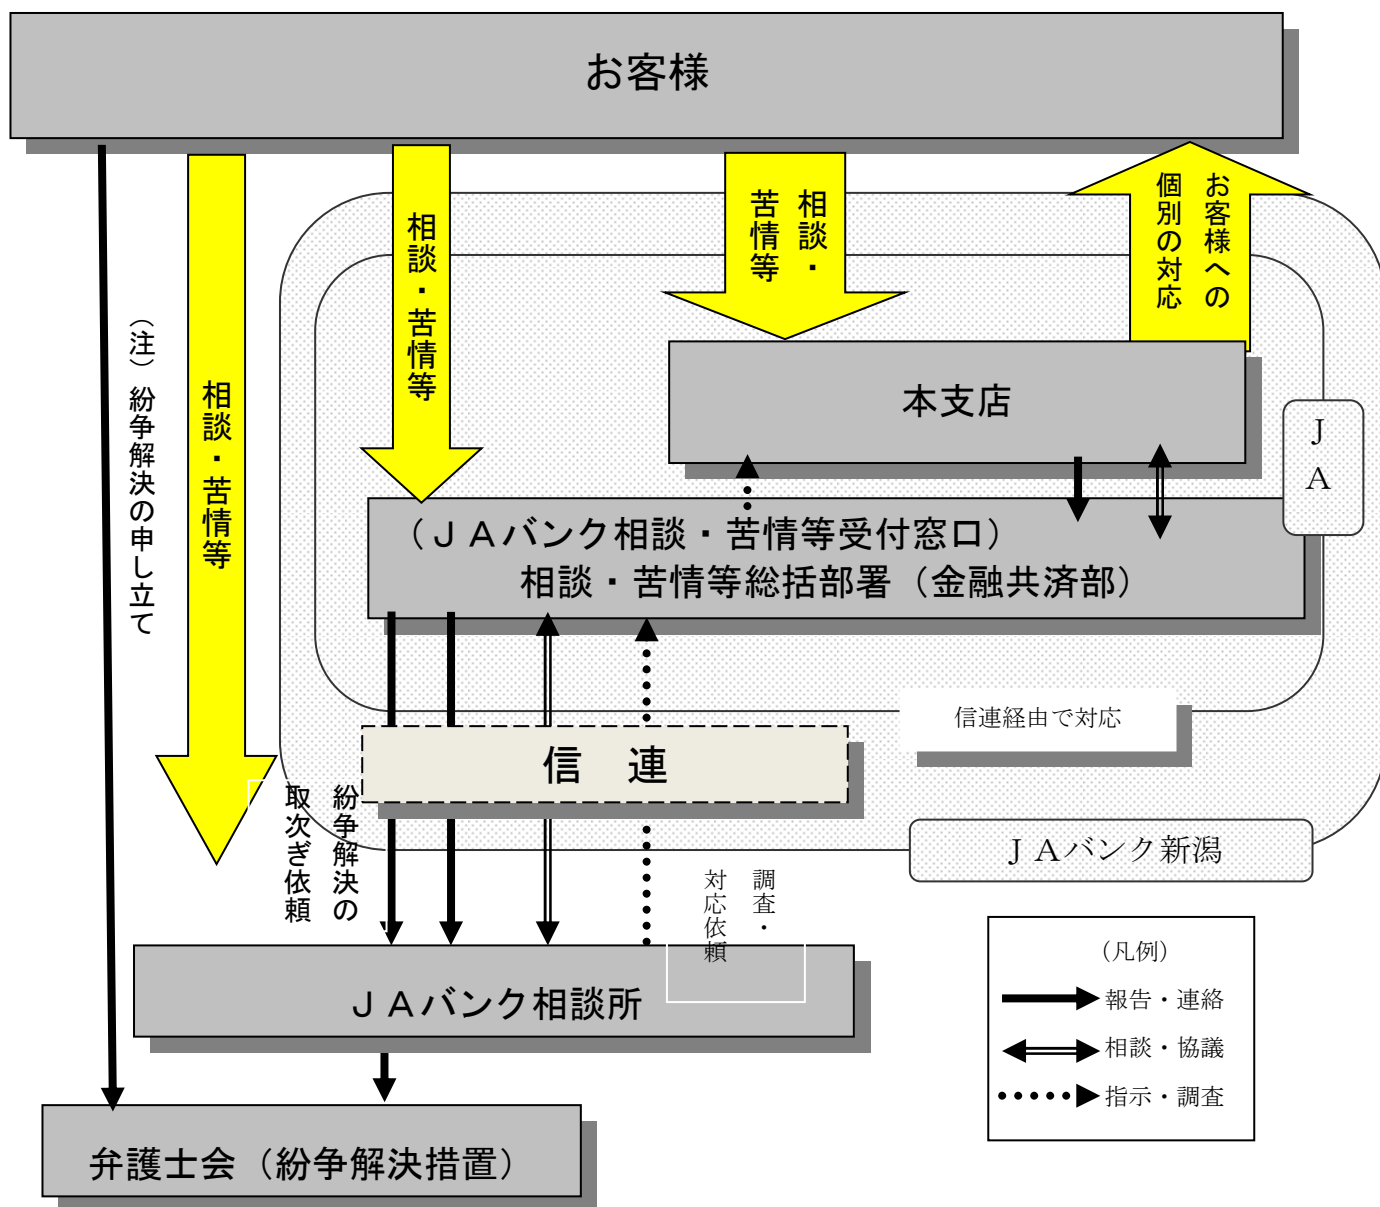 お客様
(注)紛争解決の申し立て
相談・苦情等
相談・苦情等
相談・
苦情等
お客様への
個別の対応
本支店
JA
(JAバンク相談・苦情等受付窓口)
相談・苦情等総括部署(金融共済部)
信連経由で対応
信 連
JAバンク新潟
紛争解決の
取次ぎ依頼
調査・
対応依頼
JAバンク相談所
弁護士会(紛争解決措置)
(凡例)
報告・連絡
相談・協議
指示・調査